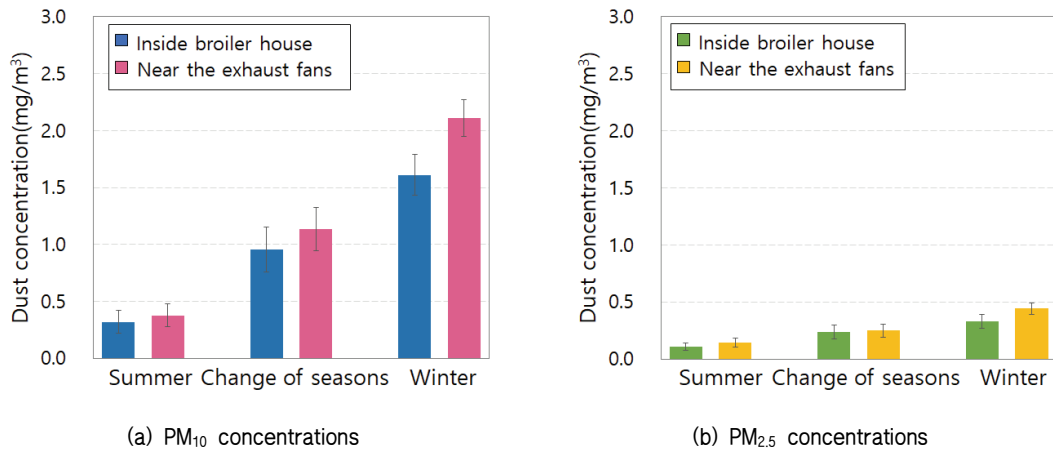 Dust concentration(mg/m³)
3.0
2.5
2.0
1.5
1.0
0.5
0.0
Inside broiler house
Near the exhaust fans
Summer Change of seasons Winter
(a) PM₁₀ concentrations
Dust concentration(mg/m³)
3.0
2.5
2.0
1.5
1.0
0.5
0.0
Inside broiler house
Near the exhaust fans
Summer Change of seasons Winter
(b) PM₂.₅ concentrations